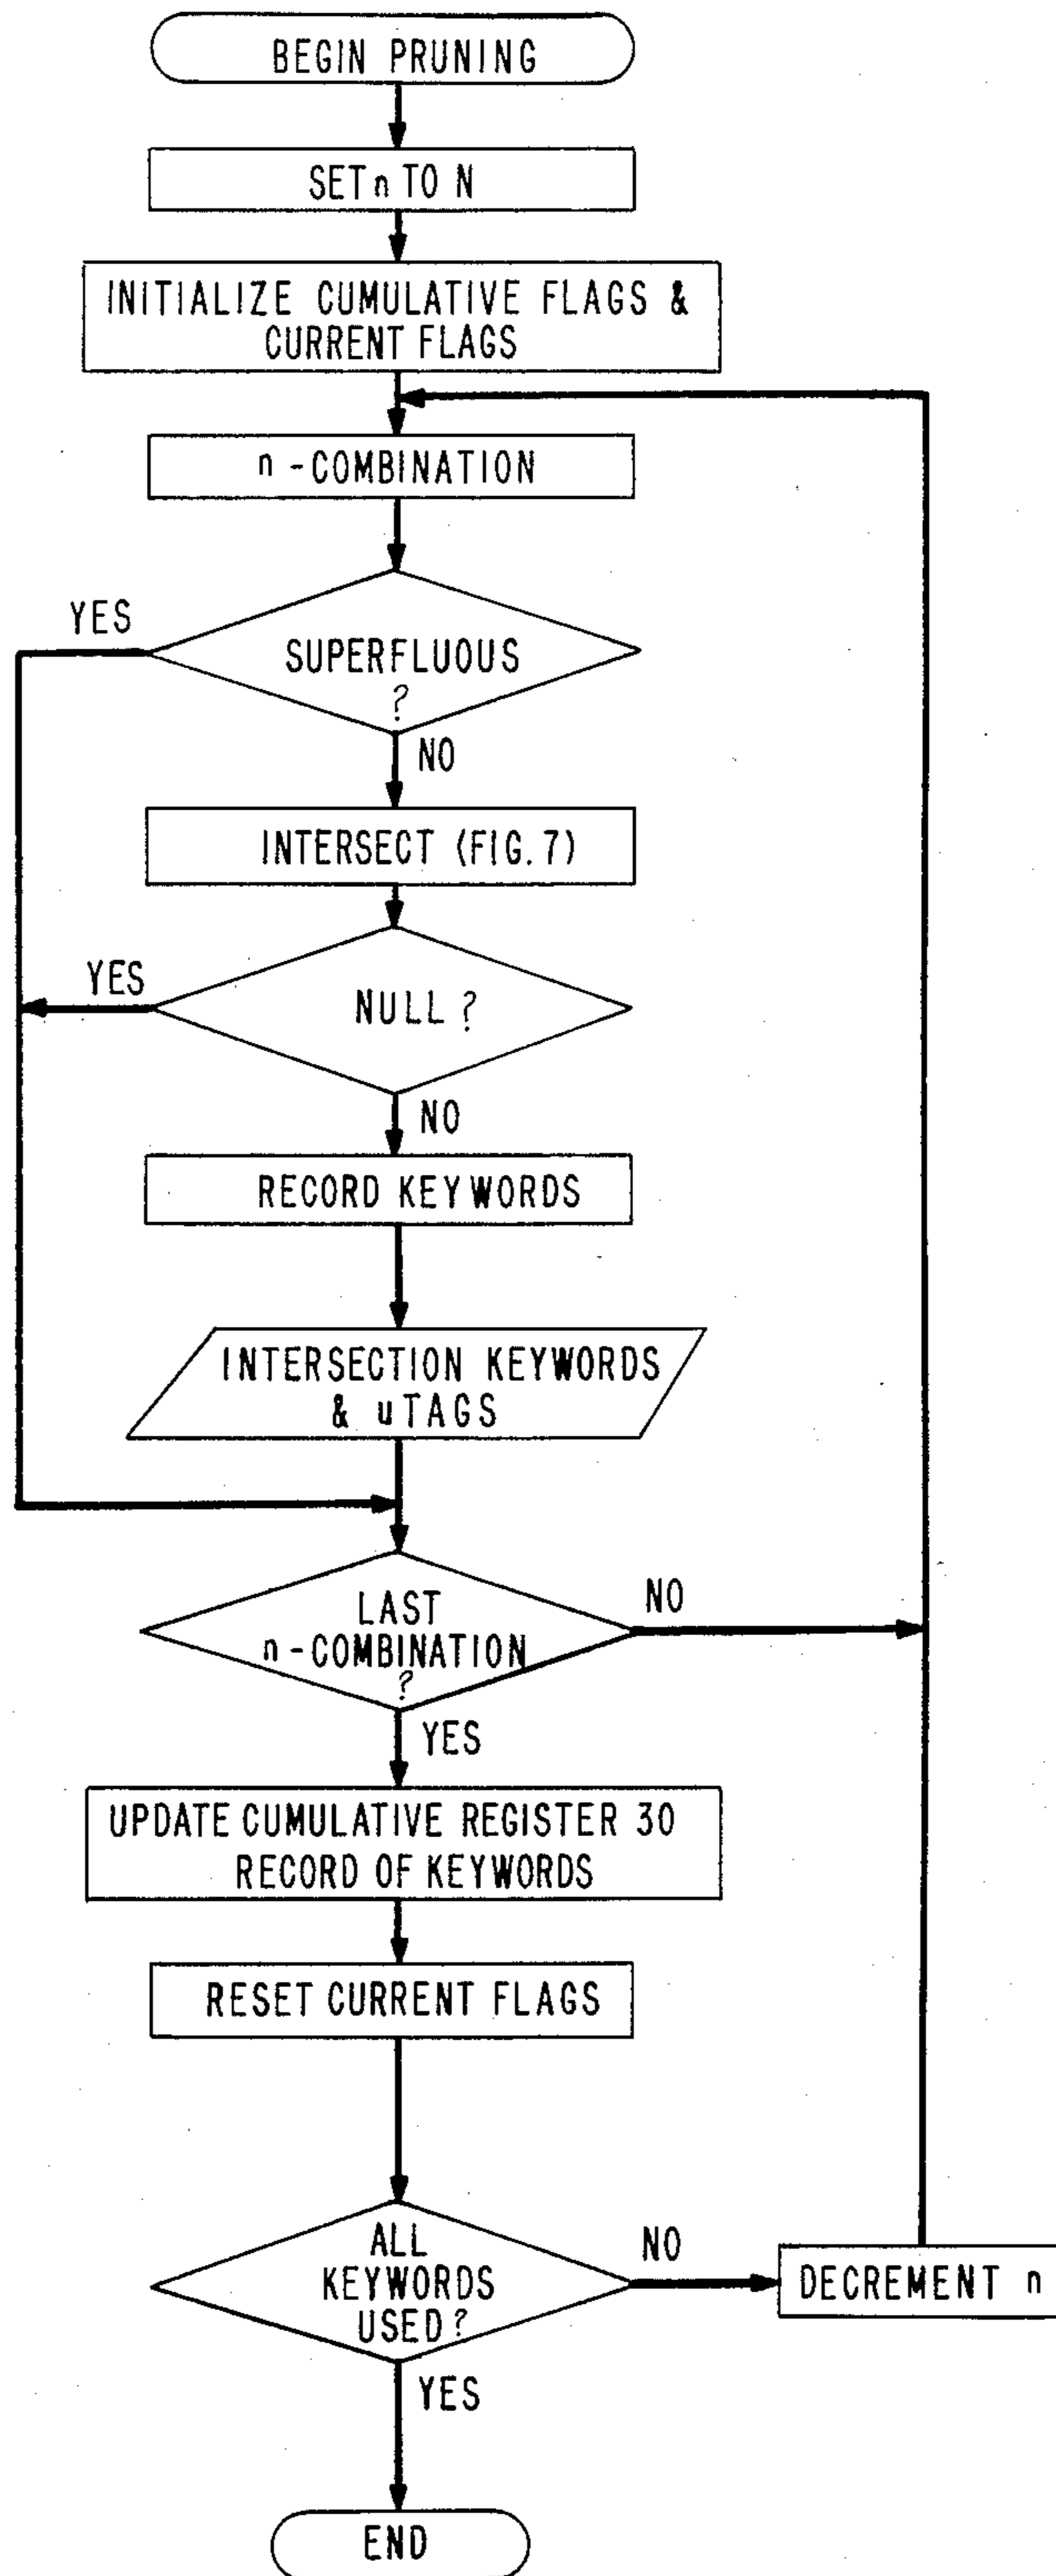 BEGIN PRUNING
SET n TO N
INITIALIZE CUMULATIVE FLAGS &
CURRENT FLAGS
n-COMBINATION
YES
SUPERFLUOUS
?
NO
INTERSECT (FIG. 7)
YES
NULL ?
NO
RECORD KEYWORDS
INTERSECTION KEYWORDS
& uTAGS
LAST
n-COMBINATION
?
NO
YES
UPDATE CUMULATIVE REGISTER 30
RECORD OF KEYWORDS
RESET CURRENT FLAGS
ALL
KEYWORDS
USED?
NO
DECREMENT n
YES
END